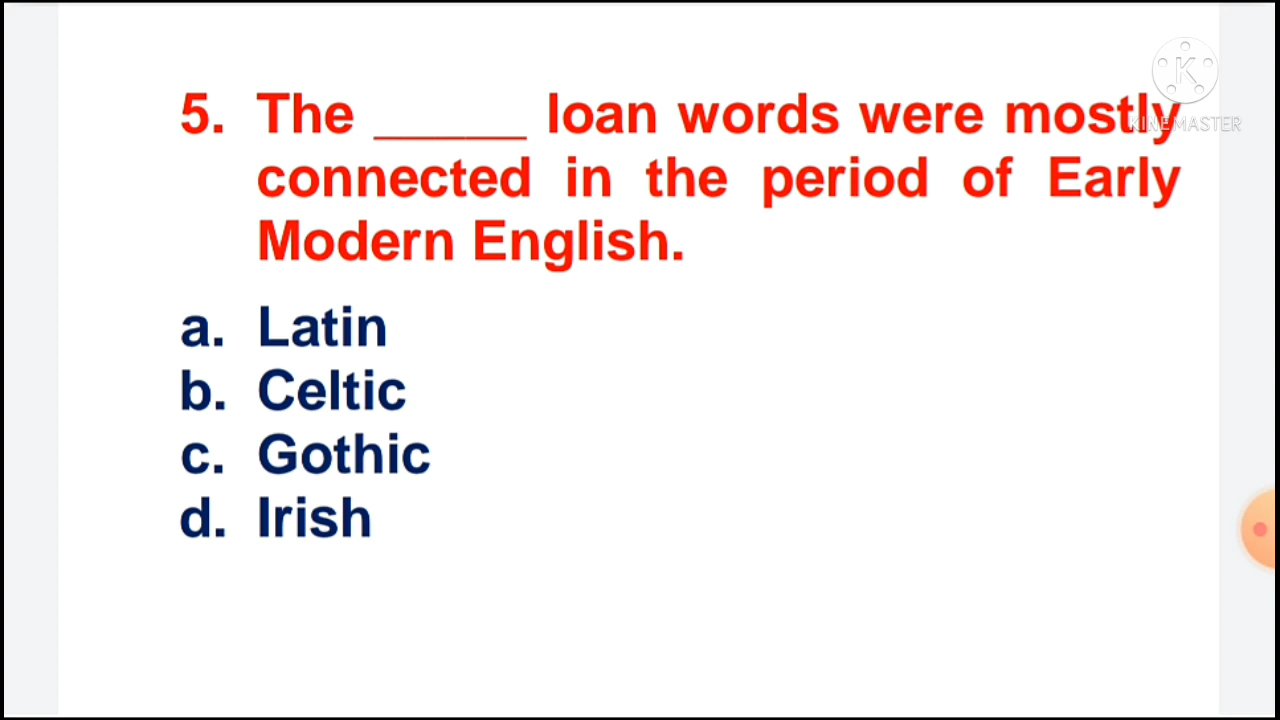 5. The _____ loan words were mostly
connected in the period of Early
Modern English.
a. Latin
b. Celtic
c. Gothic
d. Irish
K
KINEMASTER